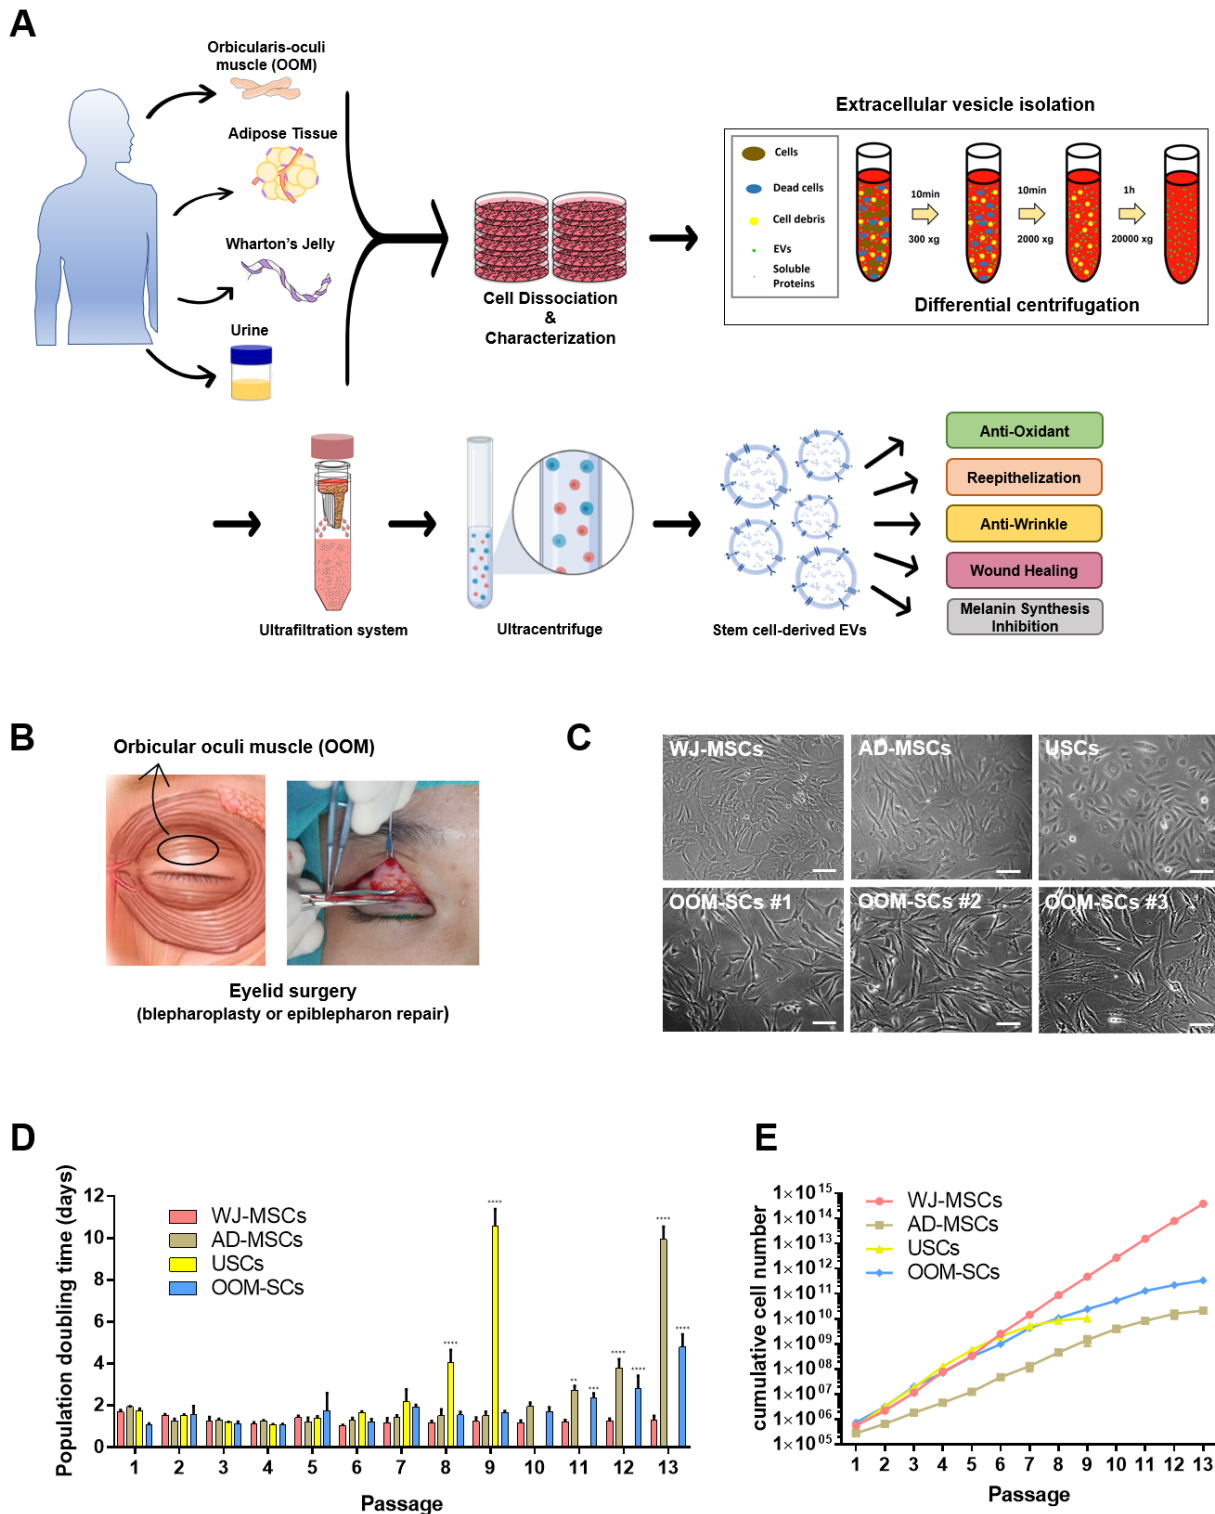 A
Orbicularis-oculi
muscle (OOM)
Adipose Tissue
Wharton's Jelly
Urine
Cell Dissociation
&
Characterization
Extracellular vesicle isolation
Cells
Dead cells
Cell debris
EVs
Soluble
Proteins
10min
300 xg
10min
2000 xg
1h
20000 xg
Differential centrifugation
Ultrafiltration system
Ultracentrifuge
Stem cell-derived EVs
Anti-Oxidant
Reepithelization
Anti-Wrinkle
Wound Healing
Melanin Synthesis
Inhibition
B
Orbicular oculi muscle (OOM)
Eyelid surgery
(blepharoplasty or epiblepharon repair)
C
WJ-MSCs
AD-MSCs
USCs
OOM-SCs #1
OOM-SCs #2
OOM-SCs #3
D
Population doubling time (days)
12
10
8
6
4
2
0
WJ-MSCs
AD-MSCs
USCs
OOM-SCs
****
****
**
***
****
****
****
****
1 2 3 4 5 6 7 8 9 10 11 12 13
Passage
E
cumulative cell number
1×10 15
1×10 14
1×10 13
1×10 12
1×10 11
1×10 10
1×10 09
1×10 08
1×10 07
1×10 06
1×10 05
WJ-MSCs
AD-MSCs
USCs
OOM-SCs
1 2 3 4 5 6 7 8 9 10 11 12 13
Passage